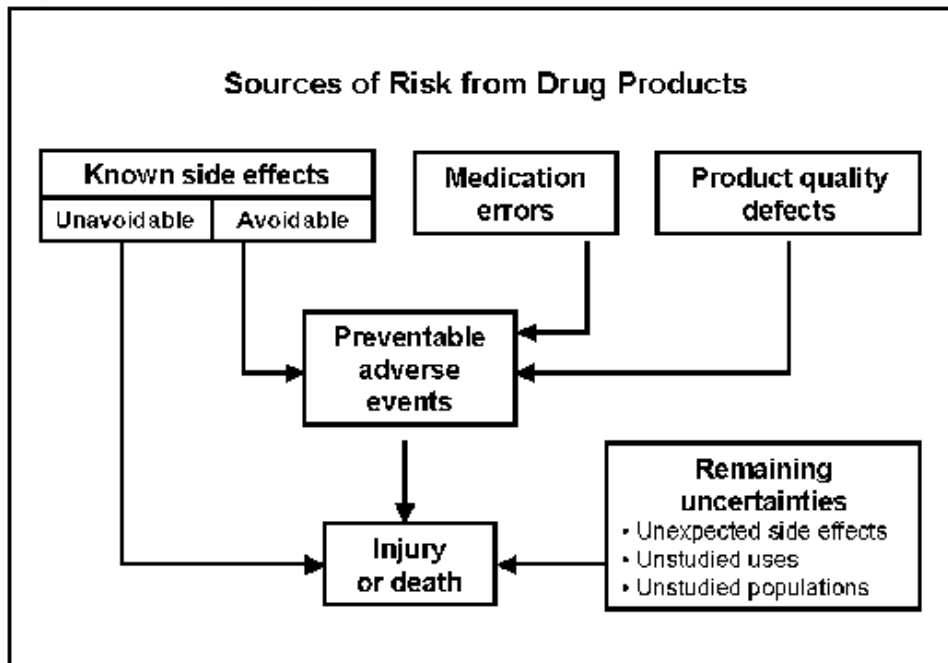 Sources of Risk from Drug Products
Known side effects
Unavoidable
Avoidable
Medication
errors
Product quality
defects
Preventable
adverse
events
Injury
or death
Remaining
uncertainties
• Unexpected side effects
• Unstudied uses
• Unstudied populations